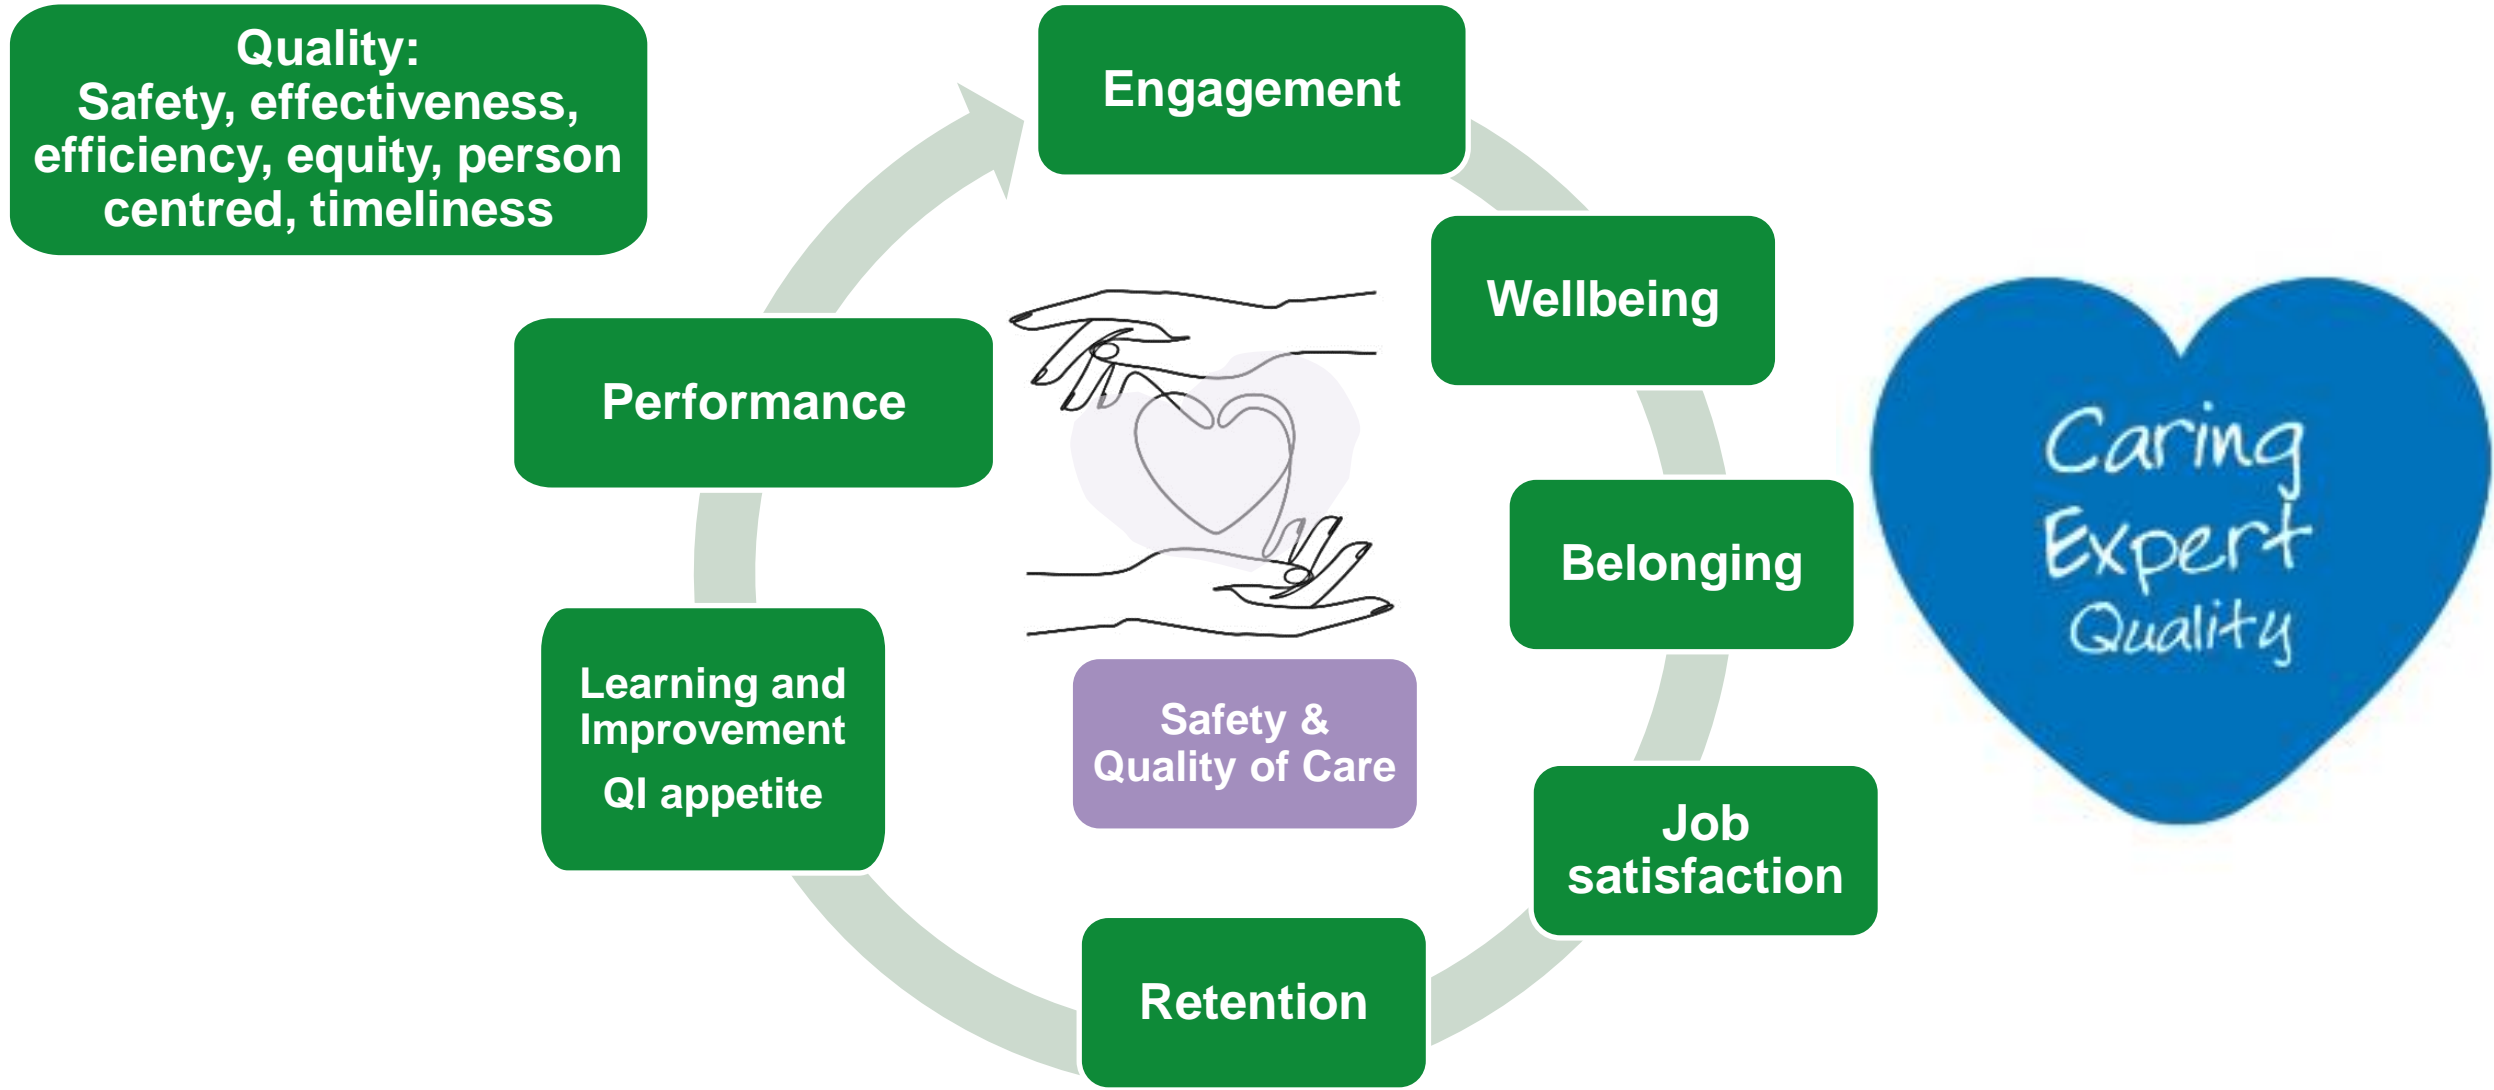 Quality:
Safety, effectiveness,
efficiency, equity, person
centred, timeliness
Engagement
Wellbeing
Belonging
Job
satisfaction
Retention
Learning and
Improvement
QI appetite
Performance
Safety &
Quality of Care
Caring
Expert
Quality